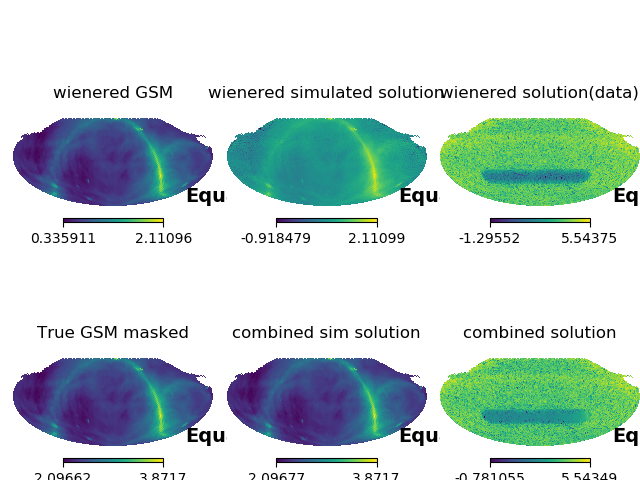 wienered GSM
wienered simulated solution
wienered solution(data)
Equ
Equ
Eq
0.335911 2.11096
-0.918479 2.11099
-1.29552 5.54375
True GSM masked
combined sim solution
combined solution
Equ
Equ
Eq
2.09662 3.8717
2.09677 3.8717
-0.781055 5.54349